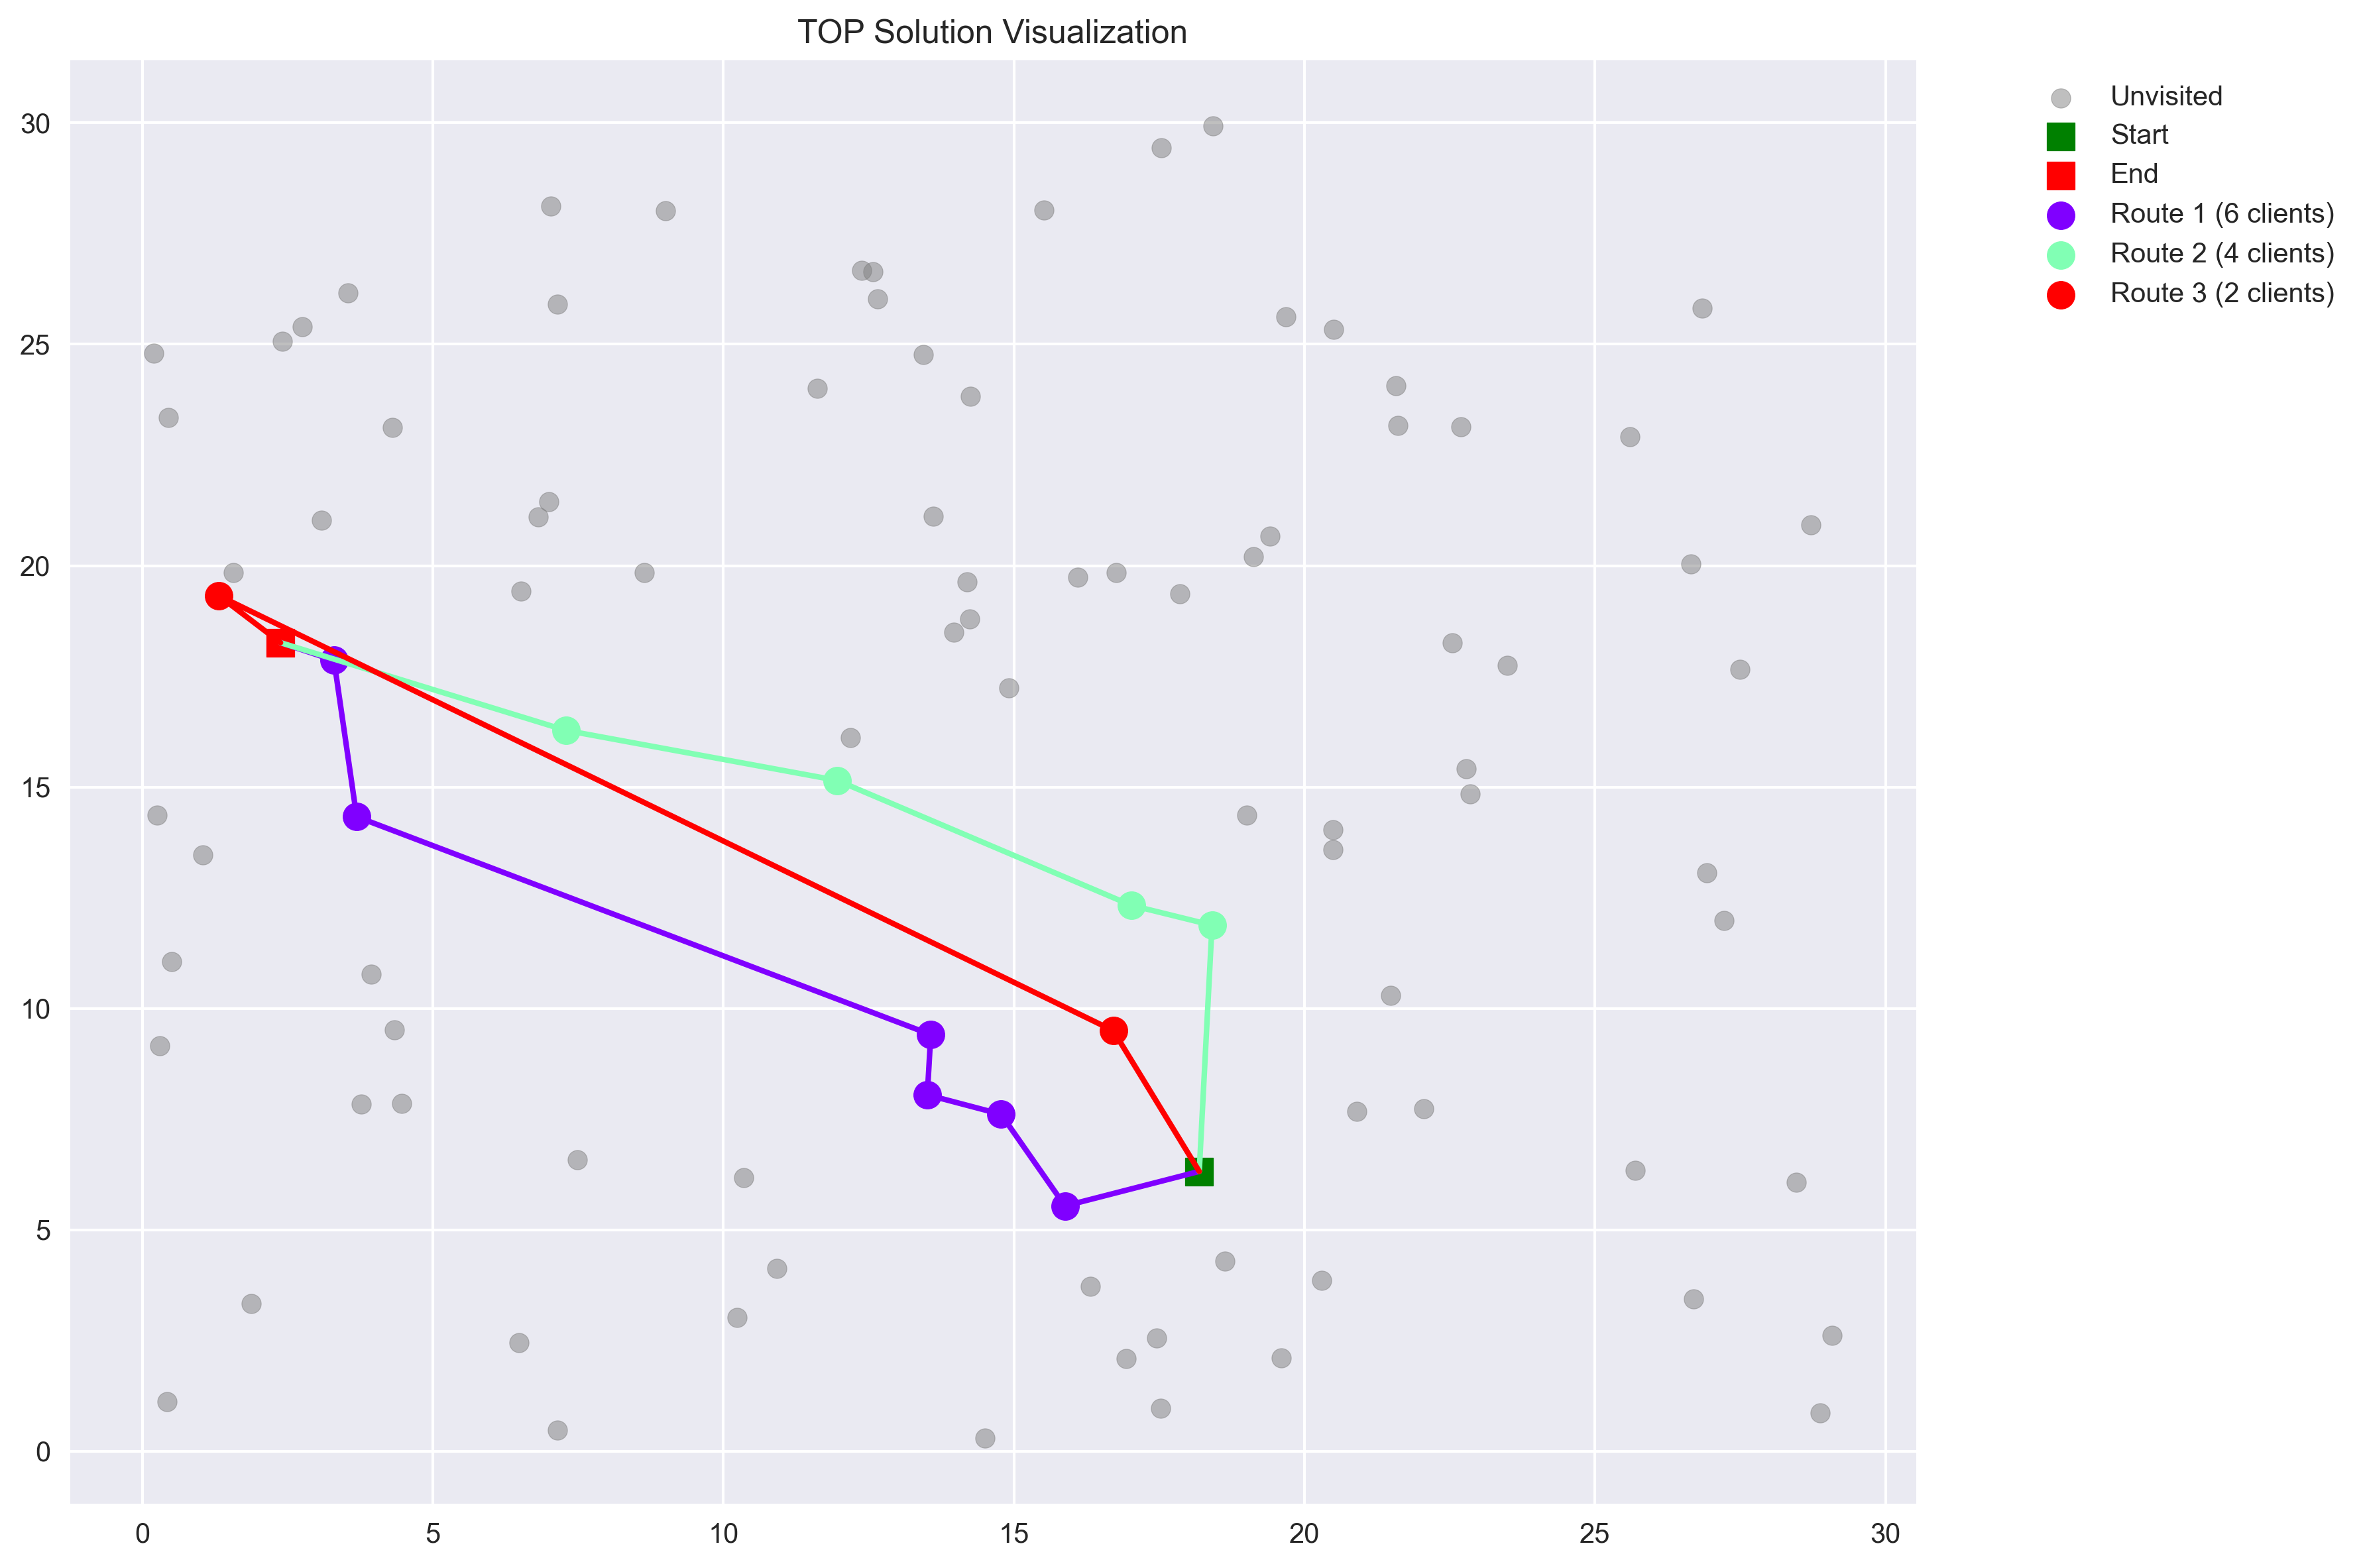 TOP Solution Visualization
30
25
20
15
10
5
0
0 5 10 15 20 25 30
Unvisited
Start
End
Route 1 (6 clients)
Route 2 (4 clients)
Route 3 (2 clients)